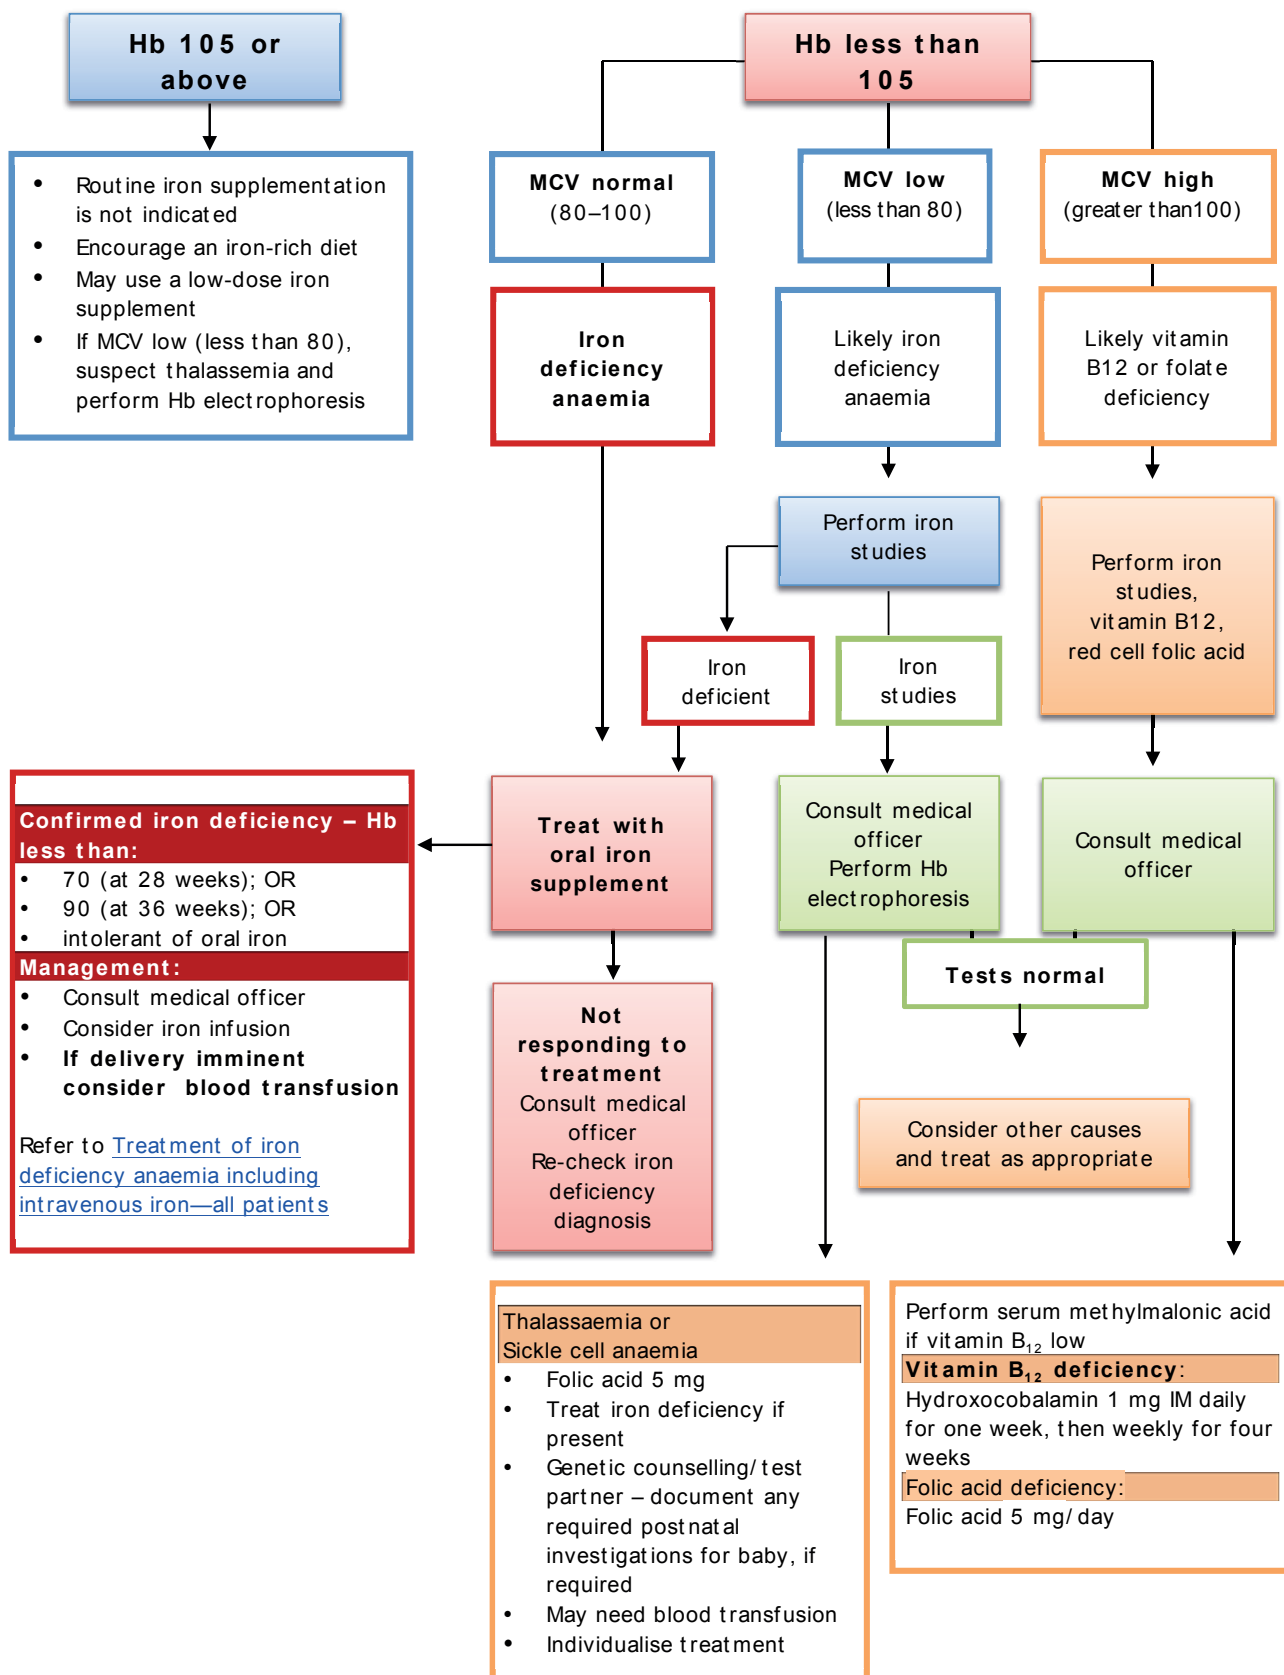 Hb 105 or
above
Hb less than
105
• Routine iron supplementation
is not indicated
• Encourage an iron-rich diet
• May use a low-dose iron
supplement
• If MCV low (less than 80),
suspect thalassemia and
perform Hb electrophoresis
MCV normal
(80–100)
MCV low
(less than 80)
MCV high
(greater than100)
Iron
deficiency
anaemia
Likely iron
deficiency
anaemia
Likely vitamin
B12 or folate
deficiency
Perform iron
studies
Perform iron
studies,
vitamin B12,
red cell folic acid
Iron
deficient
Iron
studies
Confirmed iron deficiency – Hb
less than:
• 70 (at 28 weeks); OR
• 90 (at 36 weeks); OR
• intolerant of oral iron
Management:
• Consult medical officer
• Consider iron infusion
• If delivery imminent
consider blood transfusion
Refer to Treatment of iron
deficiency anaemia including
intravenous iron—all patients
Treat with
oral iron
supplement
Consult medical
officer
Perform Hb
electrophoresis
Consult medical
officer
Tests normal
Not
responding to
treatment
Consult medical
officer
Re-check iron
deficiency
diagnosis
Consider other causes
and treat as appropriate
Thalassaemia or
Sickle cell anaemia
• Folic acid 5 mg
• Treat iron deficiency if
present
• Genetic counselling/ test
partner – document any
required postnatal
investigations for baby, if
required
• May need blood transfusion
• Individualise treatment
Perform serum methylmalonic acid
if vitamin B₁₂ low
Vitamin B₁₂ deficiency:
Hydroxocobalamin 1 mg IM daily
for one week, then weekly for four
weeks
Folic acid deficiency:
Folic acid 5 mg/ day